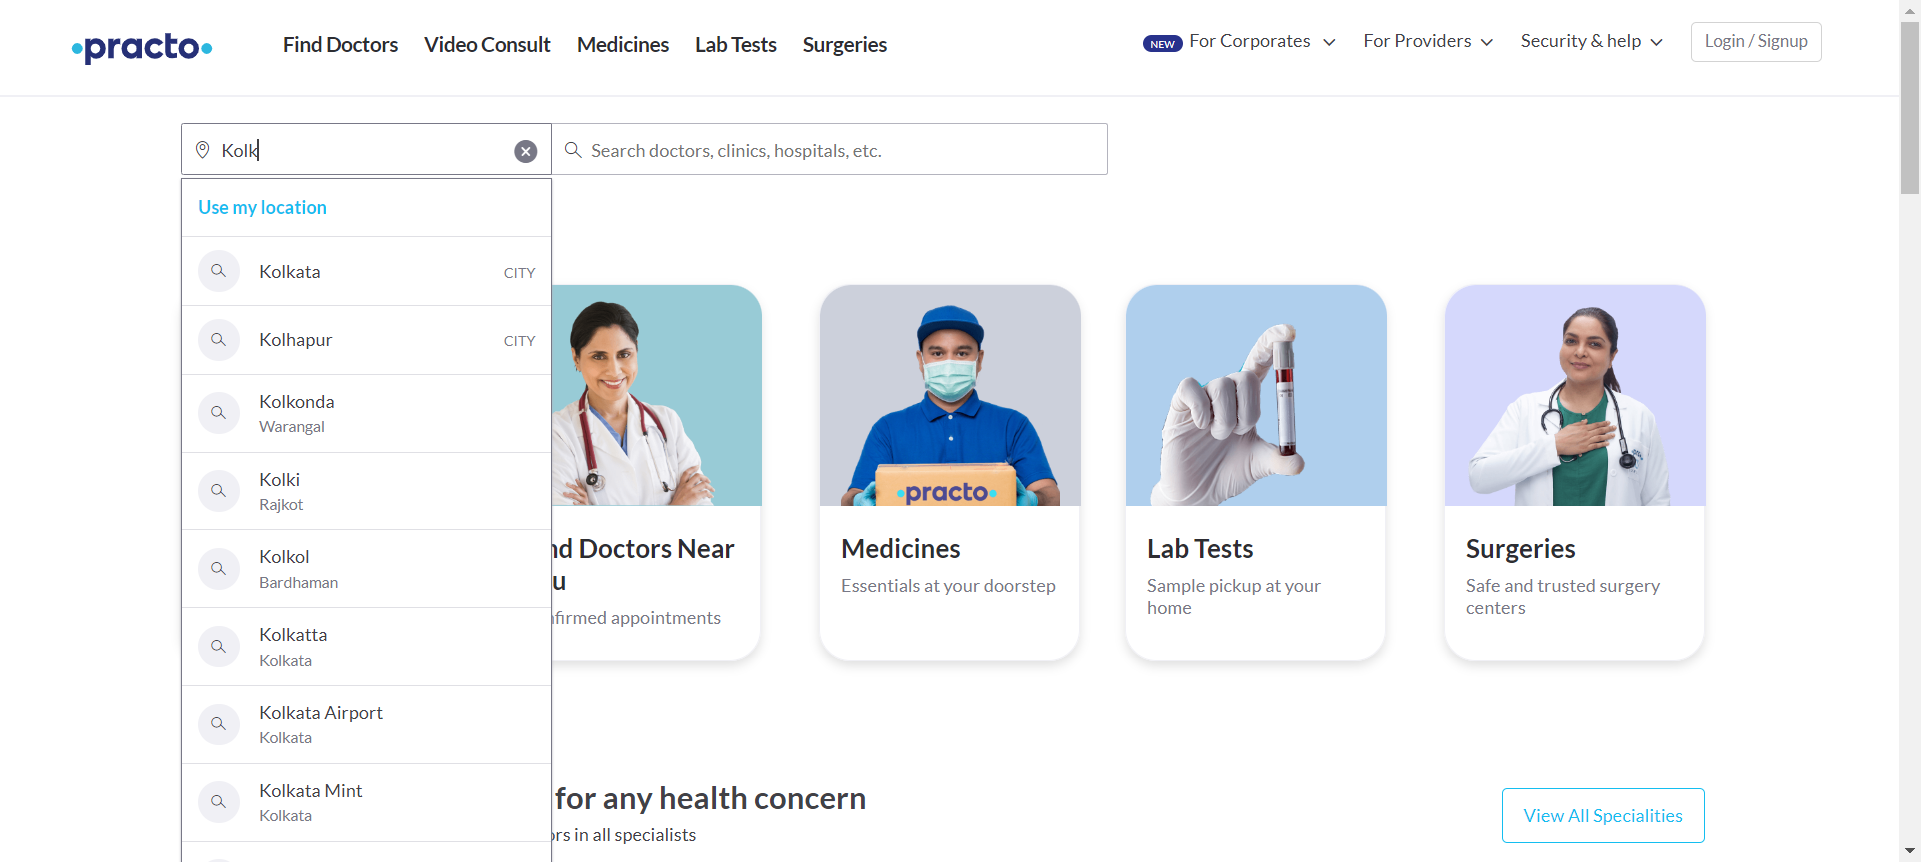 practo
Find Doctors
Video Consult
Medicines
Lab Tests
Surgeries
NEW
For Corporates
For Providers
Security & help
Login / Signup
Kolk
Search doctors, clinics, hospitals, etc.
Use my location
Kolkata
CITY
Kolhapur
CITY
Kolkonda
Warangal
Kolki
Rajkot
Kolkol
Bardhaman
Kolkatta
Kolkata
Kolkata Airport
Kolkata
Kolkata Mint
Kolkata
nd Doctors Near
u
firmed appointments
practo
Medicines
Essentials at your doorstep
Lab Tests
Sample pickup at your
home
Surgeries
Safe and trusted surgery
centers
for any health concern
ors in all specialists
View All Specialities